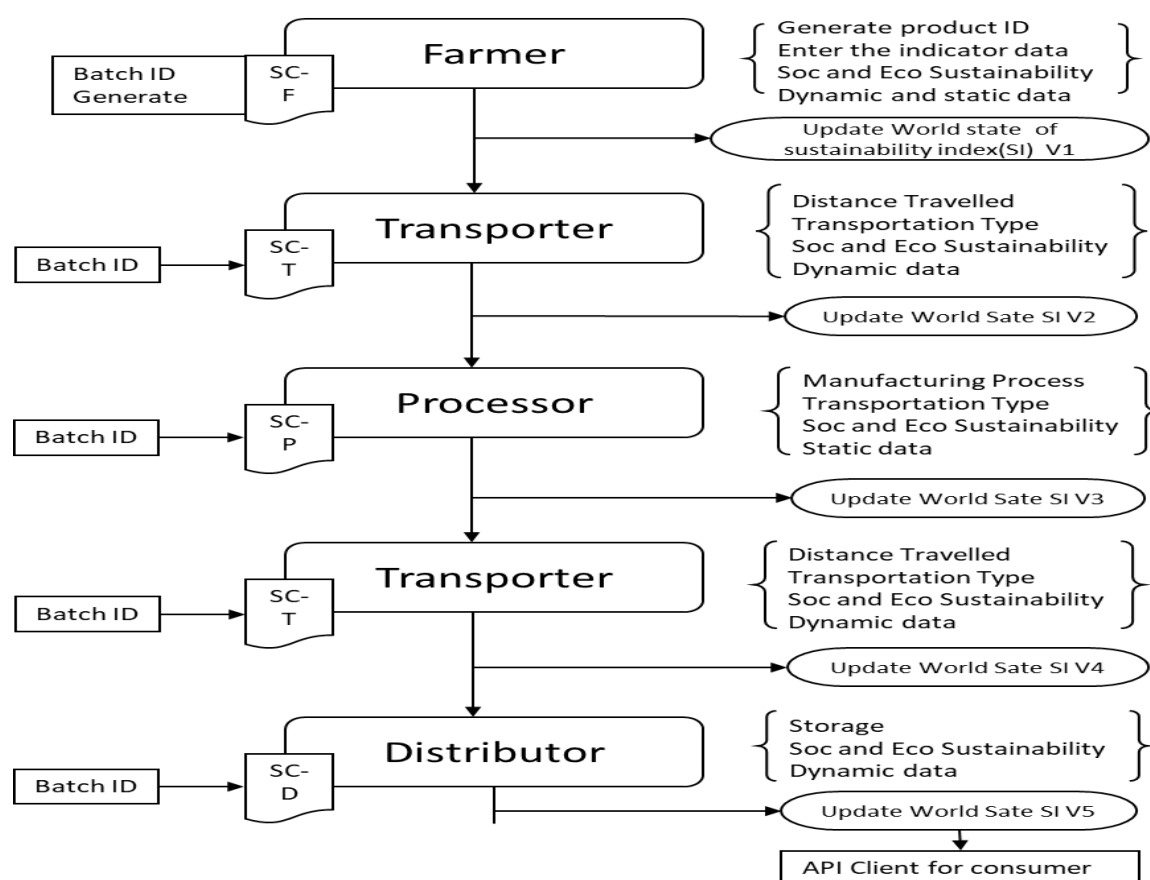 Farmer
Batch ID
Generate
SC-
F
Generate product ID
Enter the indicator data
Soc and Eco Sustainability
Dynamic and static data
Update World state of
sustainability index(SI) V1
Transporter
Batch ID
SC-
T
Distance Travelled
Transportation Type
Soc and Eco Sustainability
Dynamic data
Update World Sate SI V2
Processor
Batch ID
SC-
P
Manufacturing Process
Transportation Type
Soc and Eco Sustainability
Static data
Update World Sate SI V3
Transporter
Batch ID
SC-
T
Distance Travelled
Transportation Type
Soc and Eco Sustainability
Dynamic data
Update World Sate SI V4
Distributor
Batch ID
SC-
D
Storage
Soc and Eco Sustainability
Dynamic data
Update World Sate SI V5
API Client for consumer